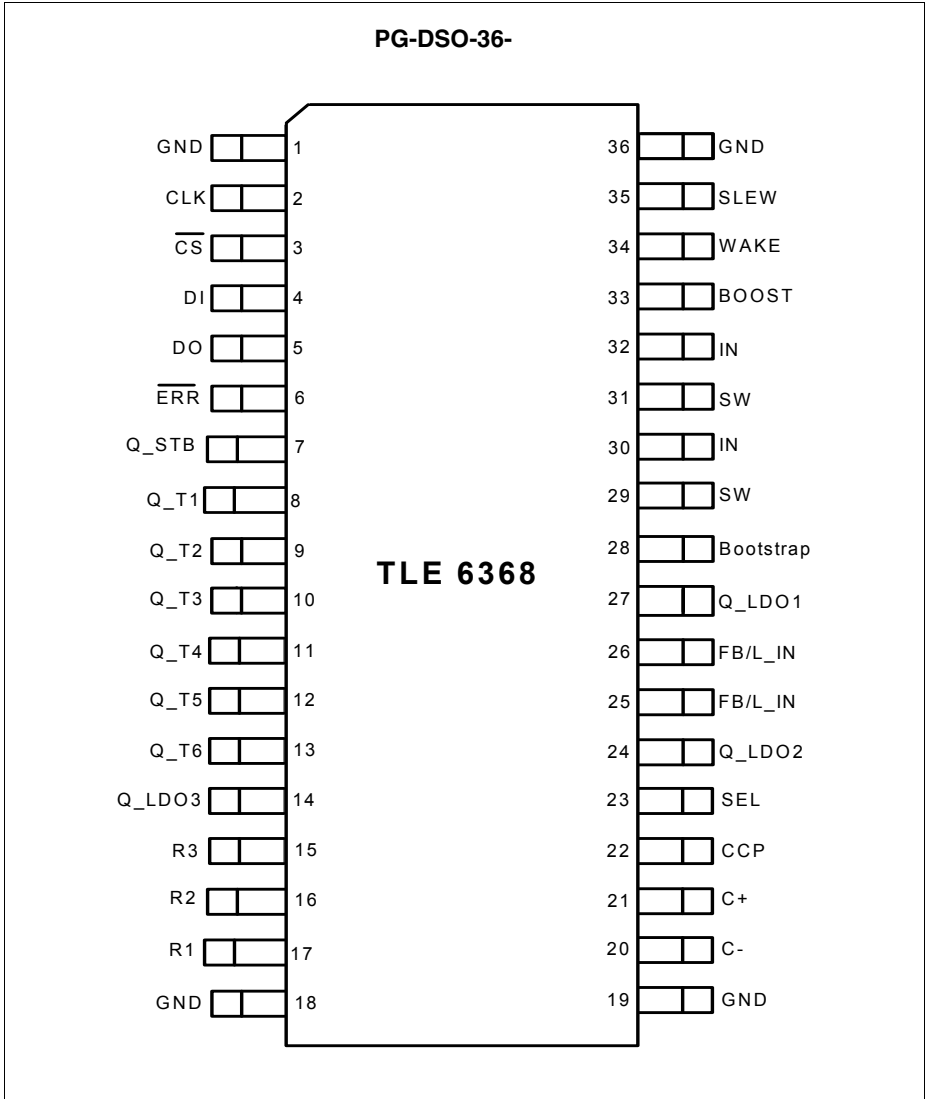 PG-DSO-36-
GND 1 36 GND
CLK 2 35 SLEW
CS 3 34 WAKE
DI 4 33 BOOST
DO 5 32 IN
ERR 6 31 SW
Q_STB 7 30 IN
Q_T1 8 29 SW
Q_T2 9 28 Bootstrap
TLE 6368
Q_T3 10 27 Q_LDO1
Q_T4 11 26 FB/L_IN
Q_T5 12 25 FB/L_IN
Q_T6 13 24 Q_LDO2
Q_LDO3 14 23 SEL
R3 15 22 CCP
R2 16 21 C+
R1 17 20 C-
GND 18 19 GND